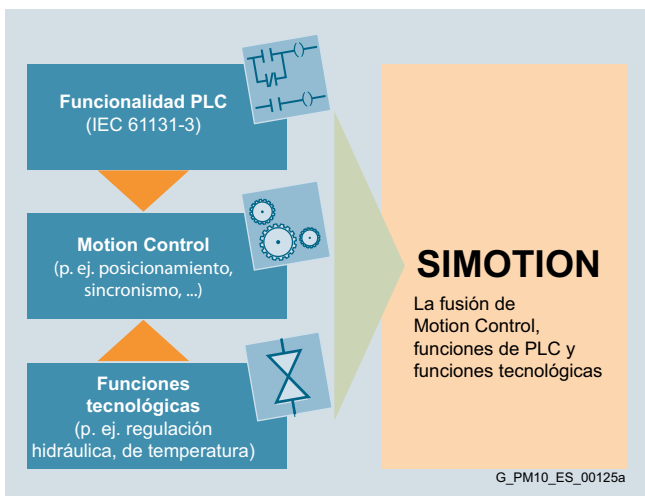 Funcionalidad PLC
(IEC 61131-3)
Motion Control
(p. ej. posicionamiento,
sincronismo, ...)
Funciones
tecnológicas
(p. ej. regulación
hidráulica, de temperatura)
SIMOTION
La fusión de
Motion Control,
funciones de PLC y
funciones tecnológicas
G_PM10_ES_00125a